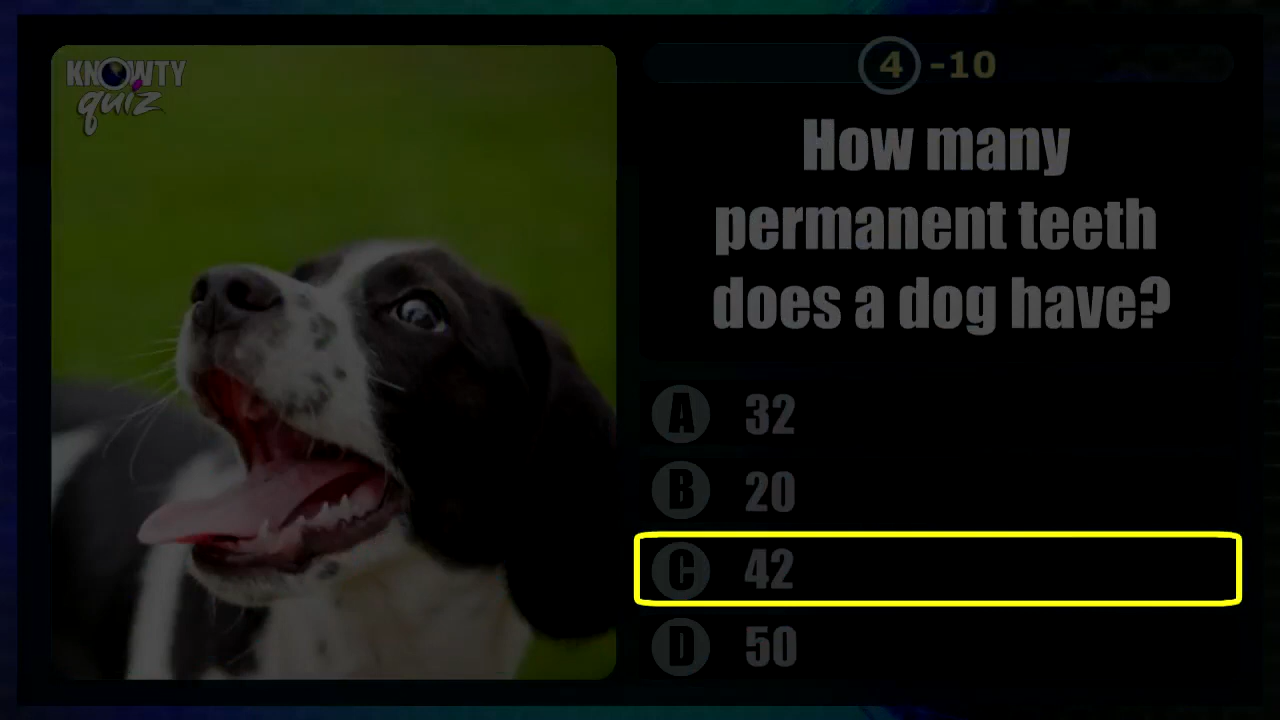 KNOWTY
quiz
4 -10
How many
permanent teeth
does a dog have?
A 32
B 20
C 42
D 50